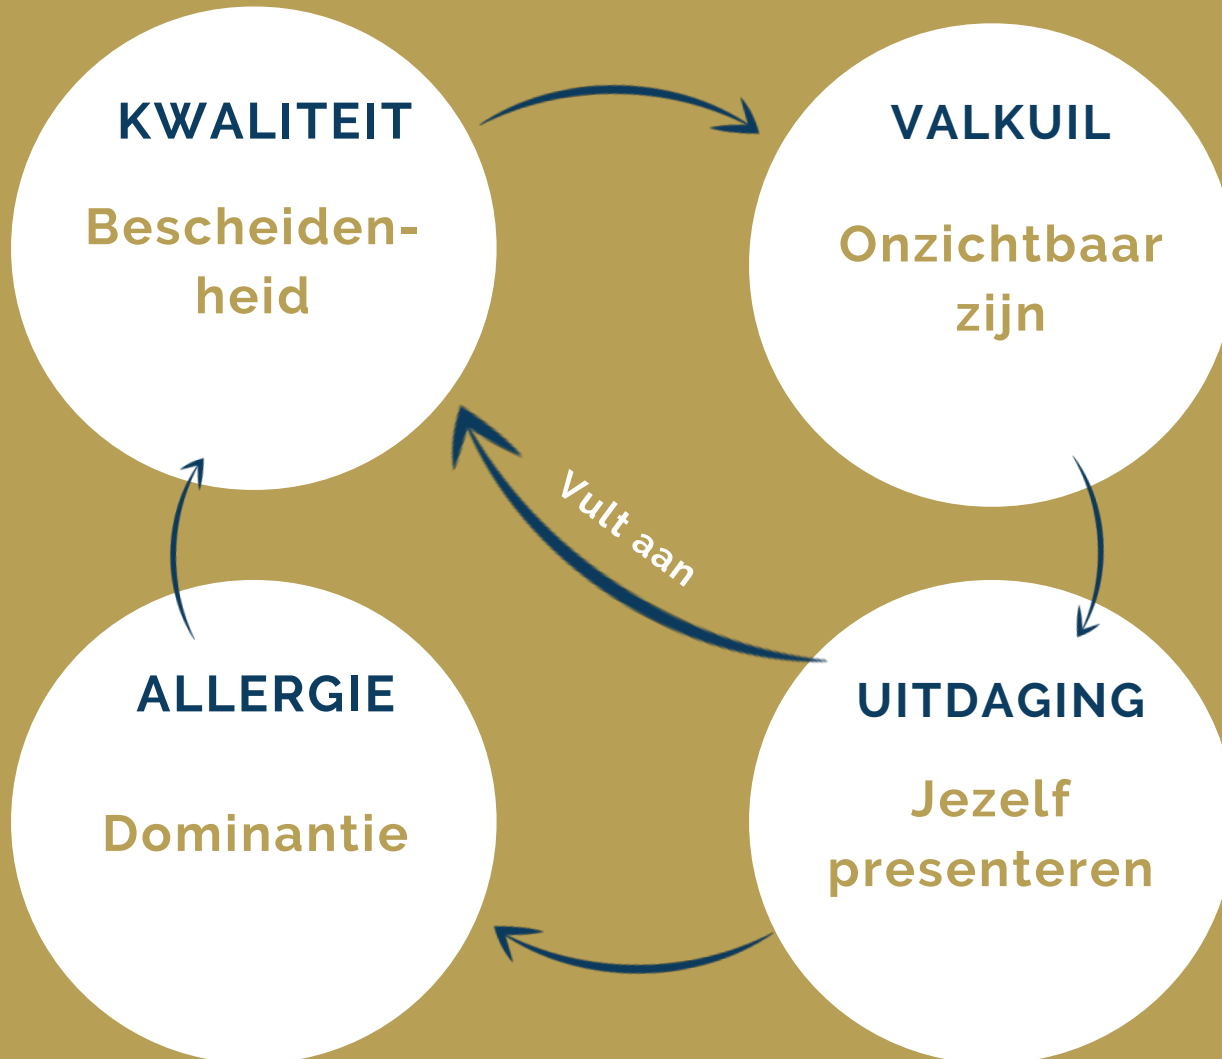 KWALITEIT
Bescheiden-
heid
VALKUIL
Onzichtbaar
zijn
Vult aan
ALLERGIE
Dominantie
UITDAGING
Jezelf
presenteren